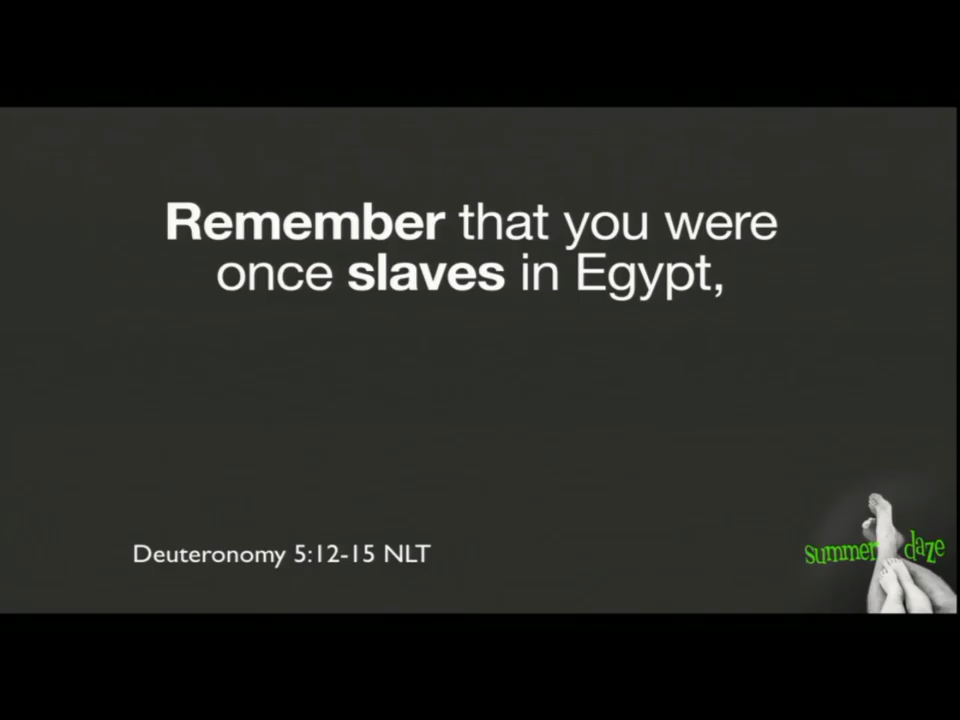 Remember that you were
once slaves in Egypt,
Deuteronomy 5:12-15 NLT
summer daze